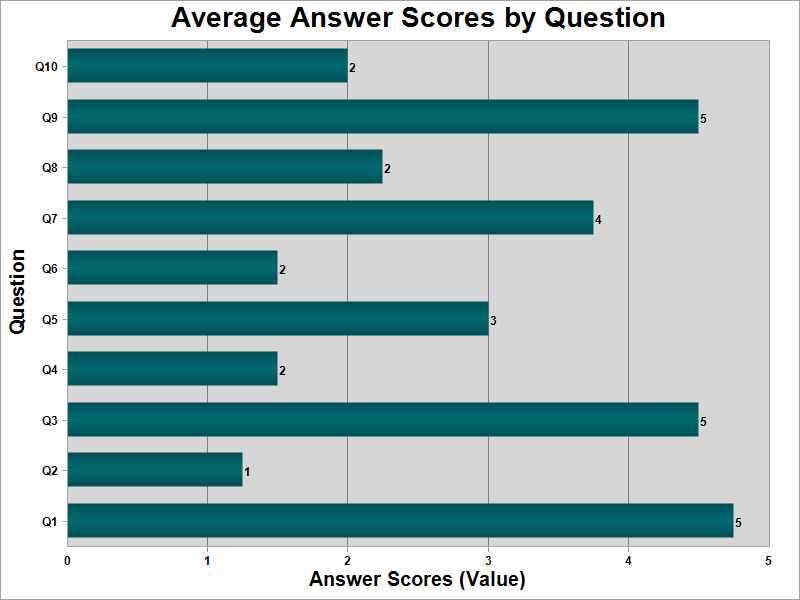 Average Answer Scores by Question
Question
Q10 2
Q9 5
Q8 2
Q7 4
Q6 2
Q5 3
Q4 2
Q3 5
Q2 1
Q1 5
0 1 2 3 4 5
Answer Scores (Value)